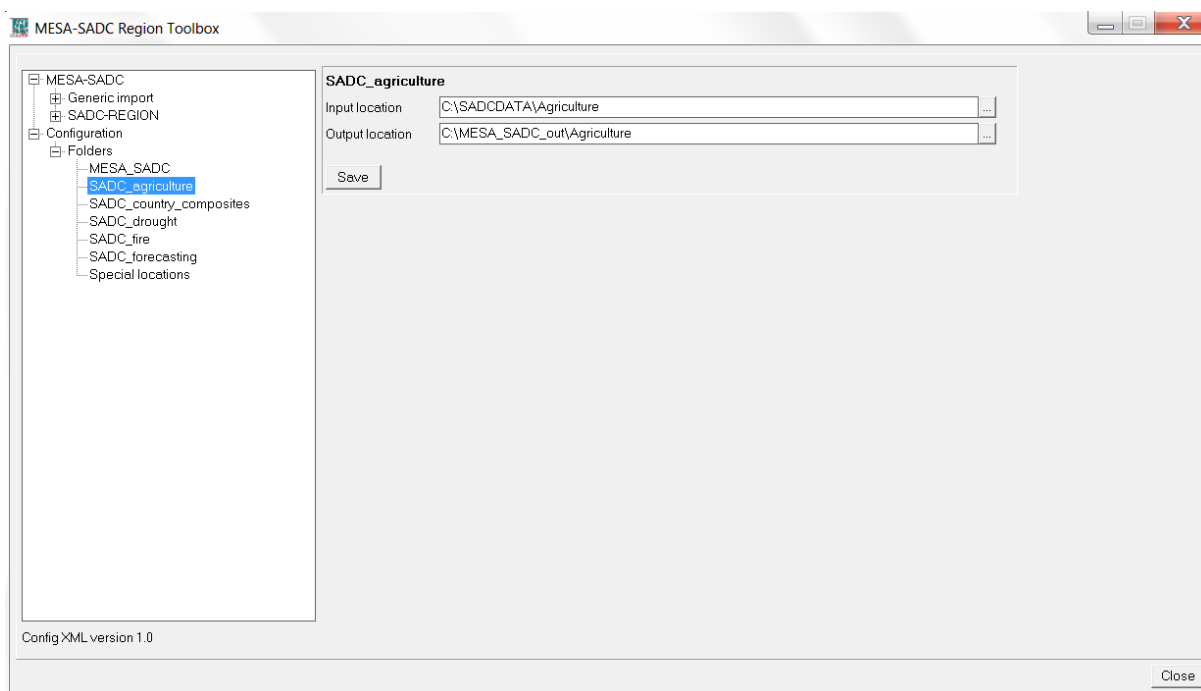 MESA-SADC Region Toolbox
MESA-SADC
Generic import
SADC-REGION
Configuration
Folders
MESA_SADC
SADC_agriculture
SADC_country_composites
SADC_drought
SADC_fire
SADC_forecasting
Special locations
SADC_agriculture
Input location C:\SADCDATA\Agriculture ...
Output location C:\MESA_SADC_out\Agriculture ...
Save
Config XML version 1.0
Close